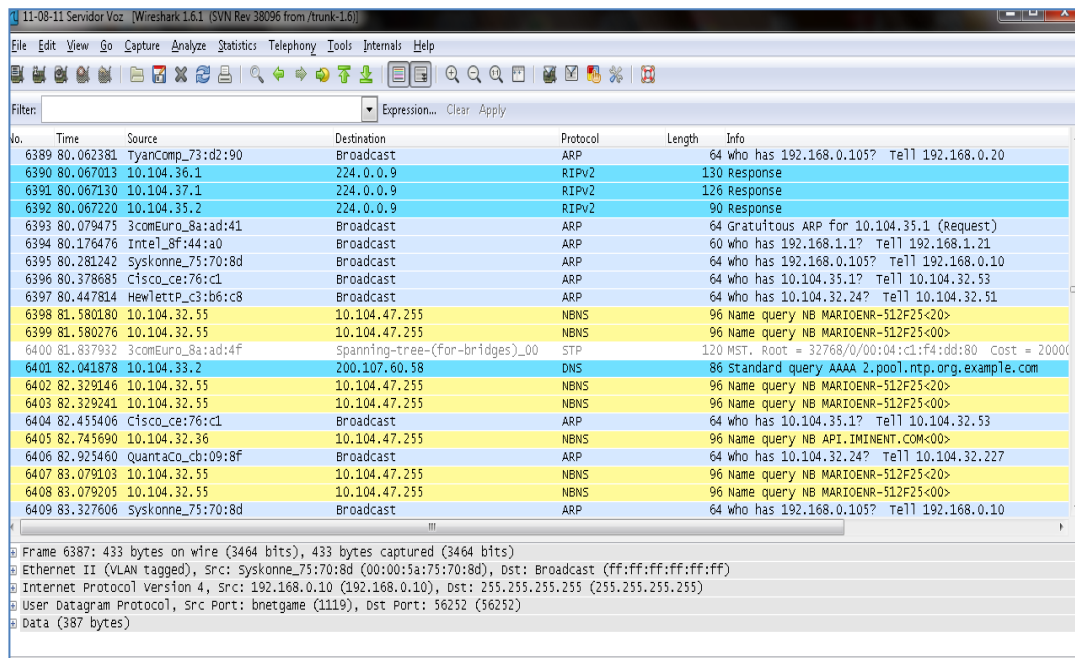 11-08-11 Servidor Voz [Wireshark 1.6.1 (SVN Rev 38096 from /trunk-1.6)]
File Edit View Go Capture Analyze Statistics Telephony Tools Internals Help
Filter: Expression... Clear Apply
No. Time Source Destination Protocol Length Info
6389 80.062381 TyanComp_73:d2:90 Broadcast ARP 64 Who has 192.168.0.105? Tell 192.168.0.20
6390 80.067013 10.104.36.1 224.0.0.9 RIPv2 130 Response
6391 80.067130 10.104.37.1 224.0.0.9 RIPv2 126 Response
6392 80.067220 10.104.35.2 224.0.0.9 RIPv2 90 Response
6393 80.079475 3comEuro_8a:ad:41 Broadcast ARP 64 Gratuitous ARP for 10.104.35.1 (Request)
6394 80.176476 Intel_8f:44:a0 Broadcast ARP 60 Who has 192.168.1.1? Tell 192.168.1.21
6395 80.281242 Syskonne_75:70:8d Broadcast ARP 64 Who has 192.168.0.105? Tell 192.168.0.10
6396 80.378685 Cisco_ce:76:c1 Broadcast ARP 64 Who has 10.104.35.1? Tell 10.104.32.53
6397 80.447814 HewlettP_c3:b6:c8 Broadcast ARP 64 Who has 10.104.32.24? Tell 10.104.32.51
6398 81.580180 10.104.32.55 10.104.47.255 NBNS 96 Name query NB MARIOENR-512F25<20>
6399 81.580276 10.104.32.55 10.104.47.255 NBNS 96 Name query NB MARIOENR-512F25<00>
6400 81.837932 3comEuro_8a:ad:4f Spanning-tree-(for-bridges)_00 STP 120 MST. Root = 32768/0/00:04:c1:f4:dd:80 Cost = 20000
6401 82.041878 10.104.33.2 200.107.60.58 DNS 86 Standard query AAAA 2.pool.ntp.org.example.com
6402 82.329146 10.104.32.55 10.104.47.255 NBNS 96 Name query NB MARIOENR-512F25<20>
6403 82.329241 10.104.32.55 10.104.47.255 NBNS 96 Name query NB MARIOENR-512F25<00>
6404 82.455406 Cisco_ce:76:c1 Broadcast ARP 64 Who has 10.104.35.1? Tell 10.104.32.53
6405 82.745690 10.104.32.36 10.104.47.255 NBNS 96 Name query NB API.IMINENT.COM<00>
6406 82.925460 QuantaCo_cb:09:8f Broadcast ARP 64 Who has 10.104.32.24? Tell 10.104.32.227
6407 83.079103 10.104.32.55 10.104.47.255 NBNS 96 Name query NB MARIOENR-512F25<20>
6408 83.079205 10.104.32.55 10.104.47.255 NBNS 96 Name query NB MARIOENR-512F25<00>
6409 83.327606 Syskonne_75:70:8d Broadcast ARP 64 Who has 192.168.0.105? Tell 192.168.0.10
Frame 6387: 433 bytes on wire (3464 bits), 433 bytes captured (3464 bits)
Ethernet II (VLAN tagged), Src: Syskonne_75:70:8d (00:00:5a:75:70:8d), Dst: Broadcast (ff:ff:ff:ff:ff:ff)
Internet Protocol Version 4, Src: 192.168.0.10 (192.168.0.10), Dst: 255.255.255.255 (255.255.255.255)
User Datagram Protocol, Src Port: bnetgame (1119), Dst Port: 56252 (56252)
Data (387 bytes)